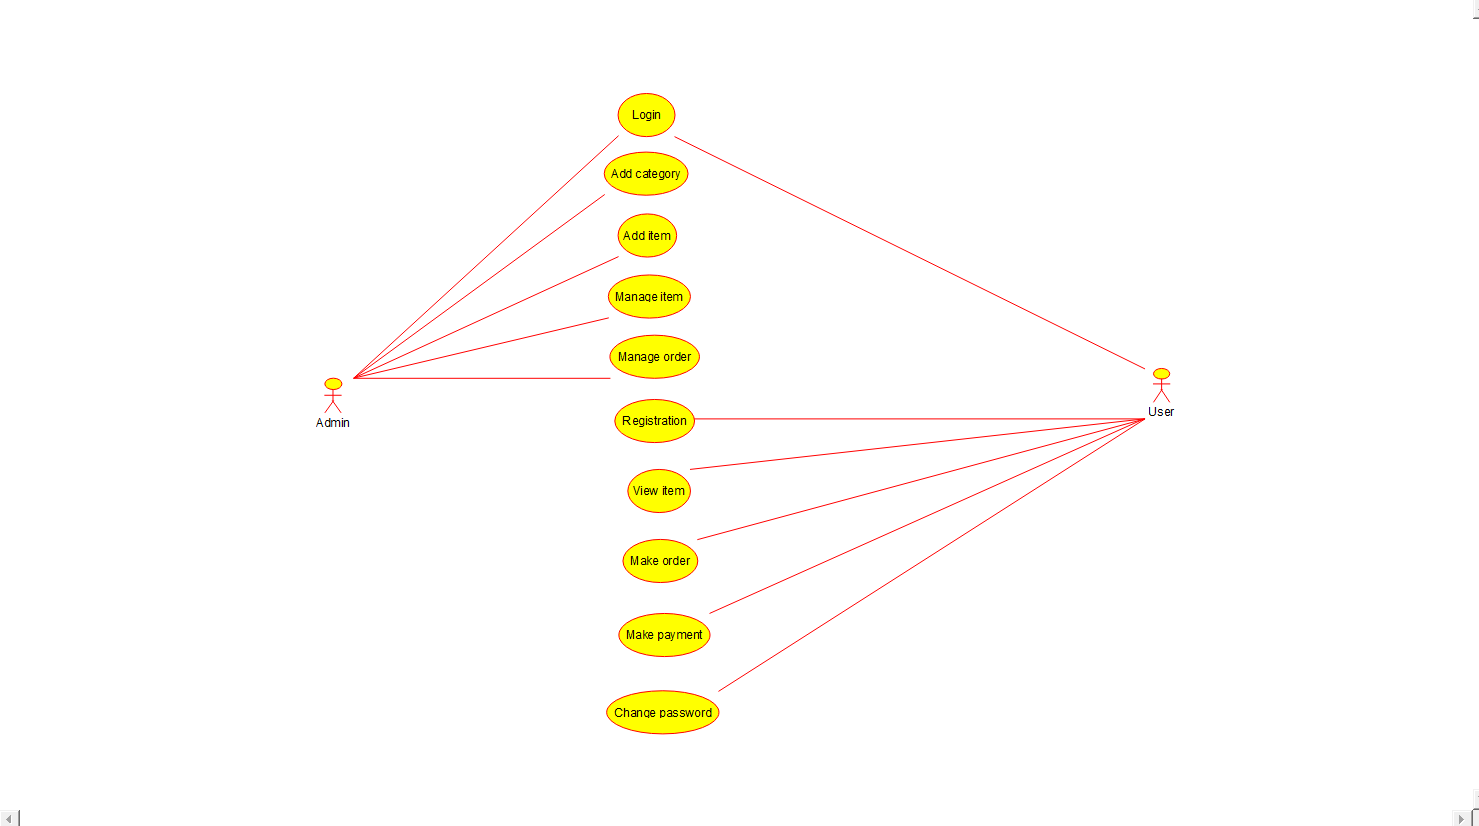 Login
Add category
Add item
Manage item
Manage order
Admin
User
Registration
View item
Make order
Make payment
Change password